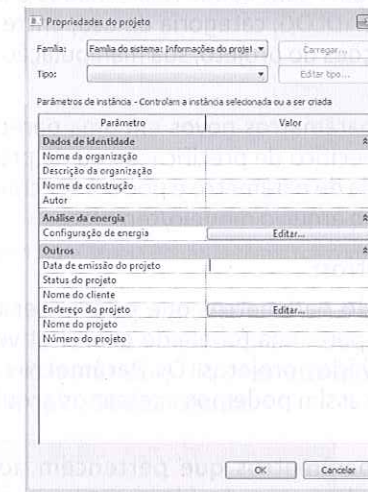 Propriedades do projeto
Família: Família do sistema: Informações do projet Carregar...
Tipo: Editar tipo...
Parâmetros de instância - Controlam a instância selecionada ou a ser criada
Parâmetro Valor
Dados de identidade
Nome da organização
Descrição da organização
Nome da construção
Autor
Análise da energia
Configuração de energia Editar...
Outros
Data de emissão do projeto
Status do projeto
Nome do cliente
Endereço do projeto Editar...
Nome do projeto
Número do projeto
OK Cancelar